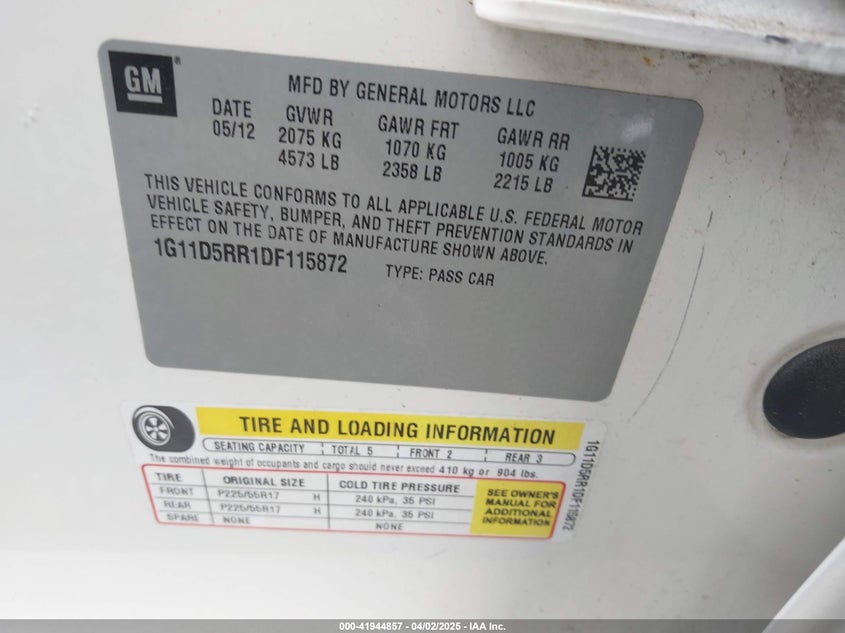 GM ®
MFD BY GENERAL MOTORS LLC
DATE GVWR GAWR FRT GAWR RR
05/12 2075 KG 1070 KG 1005 KG
4573 LB 2358 LB 2215 LB
THIS VEHICLE CONFORMS TO ALL APPLICABLE U.S. FEDERAL MOTOR
VEHICLE SAFETY, BUMPER, AND THEFT PREVENTION STANDARDS IN
EFFECT ON THE DATE OF MANUFACTURE SHOWN ABOVE.
1G11D5RR1DF115872 TYPE: PASS CAR
TIRE AND LOADING INFORMATION
SEATING CAPACITY TOTAL 5 FRONT 2 REAR 3
The combined weight of occupants and cargo should never exceed 410 kg or 904 lbs.
TIRE ORIGINAL SIZE COLD TIRE PRESSURE
FRONT P225/55R17 H 240 kPa, 35 PSI
REAR P225/55R17 H 240 kPa, 35 PSI
SPARE NONE NONE
SEE OWNER'S
MANUAL FOR
ADDITIONAL
INFORMATION
1G11D5RR1DF115872
000-41944857 - 04/02/2025 - IAA Inc.